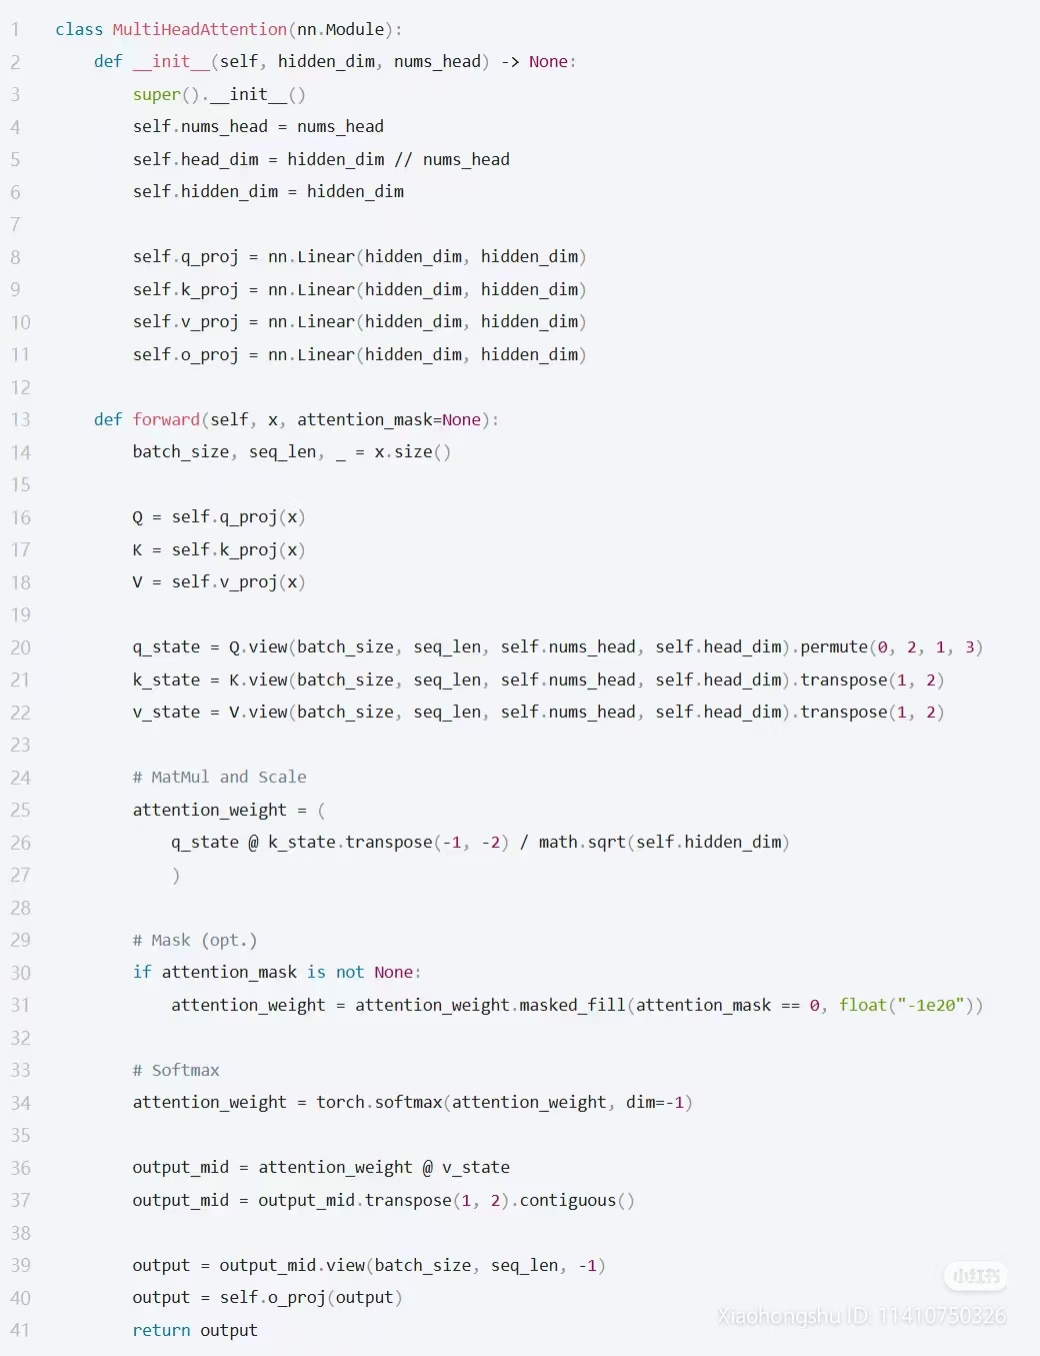 1 class MultiHeadAttention(nn.Module):
2     def __init__(self, hidden_dim, nums_head) -> None:
3         super().__init__()
4         self.nums_head = nums_head
5         self.head_dim = hidden_dim // nums_head
6         self.hidden_dim = hidden_dim
7
8         self.q_proj = nn.Linear(hidden_dim, hidden_dim)
9         self.k_proj = nn.Linear(hidden_dim, hidden_dim)
10         self.v_proj = nn.Linear(hidden_dim, hidden_dim)
11         self.o_proj = nn.Linear(hidden_dim, hidden_dim)
12
13     def forward(self, x, attention_mask=None):
14         batch_size, seq_len, _ = x.size()
15
16         Q = self.q_proj(x)
17         K = self.k_proj(x)
18         V = self.v_proj(x)
19
20         q_state = Q.view(batch_size, seq_len, self.nums_head, self.head_dim).permute(0, 2, 1, 3)
21         k_state = K.view(batch_size, seq_len, self.nums_head, self.head_dim).transpose(1, 2)
22         v_state = V.view(batch_size, seq_len, self.nums_head, self.head_dim).transpose(1, 2)
23
24         # MatMul and Scale
25         attention_weight = (
26             q_state @ k_state.transpose(-1, -2) / math.sqrt(self.hidden_dim)
27             )
28
29         # Mask (opt.)
30         if attention_mask is not None:
31             attention_weight = attention_weight.masked_fill(attention_mask == 0, float("-1e20"))
32
33         # Softmax
34         attention_weight = torch.softmax(attention_weight, dim=-1)
35
36         output_mid = attention_weight @ v_state
37         output_mid = output_mid.transpose(1, 2).contiguous()
38
39         output = output_mid.view(batch_size, seq_len, -1)
40         output = self.o_proj(output)
41         return output
小红书
Xiaohongshu ID: 11410750326